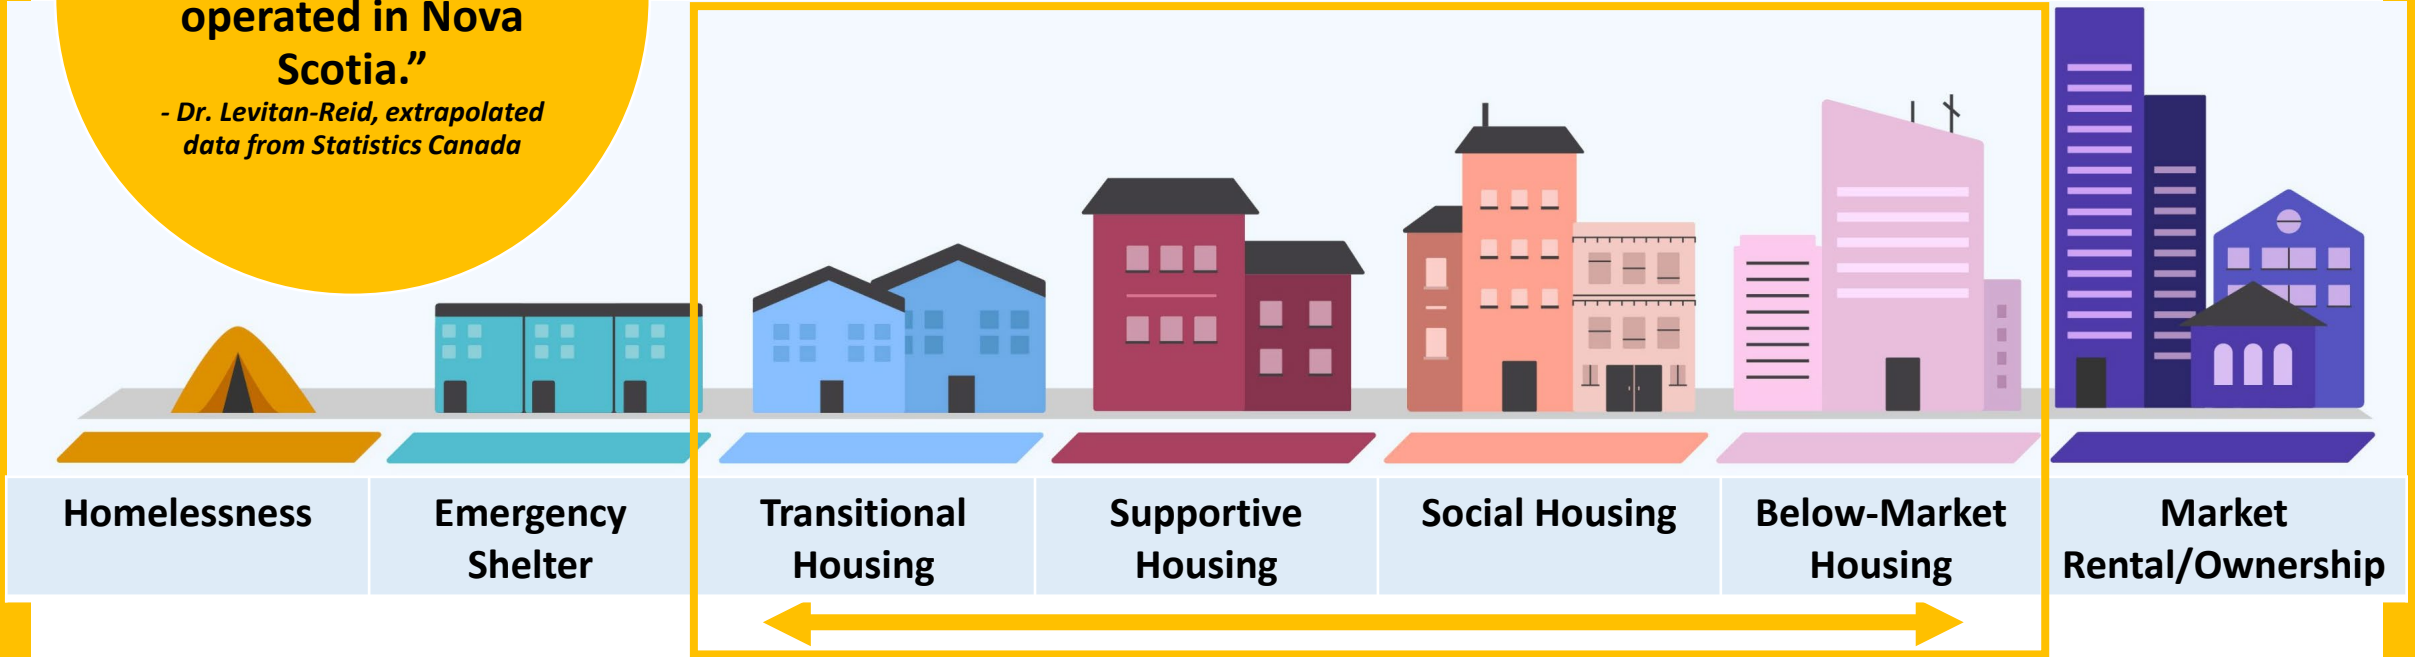 operated in Nova
Scotia.”
- Dr. Levitan-Reid, extrapolated
data from Statistics Canada
Homelessness
Emergency
Shelter
Transitional
Housing
Supportive
Housing
Social Housing
Below-Market
Housing
Market
Rental/Ownership